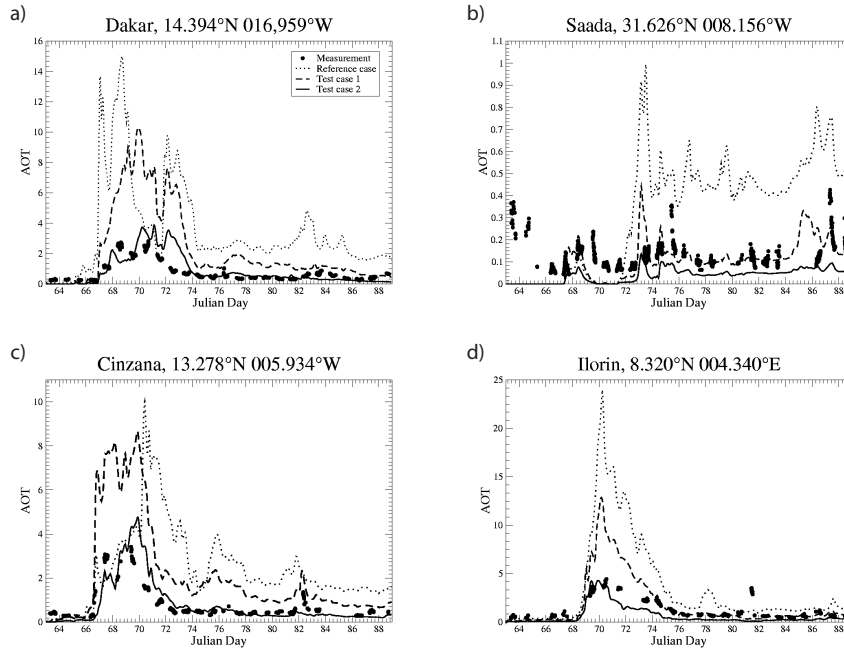 a)
Dakar, 14.394°N 016,959°W
16
14
12
10
8
6
4
2
0
AOT
Measurement
Reference case
Test case 1
Test case 2
64 66 68 70 72 74 76 78 80 82 84 86 88
Julian Day
b)
Saada, 31.626°N 008.156°W
1.1
1
0.9
0.8
0.7
0.6
0.5
0.4
0.3
0.2
0.1
0
AOT
64 66 68 70 72 74 76 78 80 82 84 86 88
Julian Day
c)
Cinzana, 13.278°N 005.934°W
10
8
6
4
2
0
AOT
64 66 68 70 72 74 76 78 80 82 84 86 88
Julian Day
d)
Ilorin, 8.320°N 004.340°E
25
20
15
10
5
0
AOT
64 66 68 70 72 74 76 78 80 82 84 86 88
Julian Day